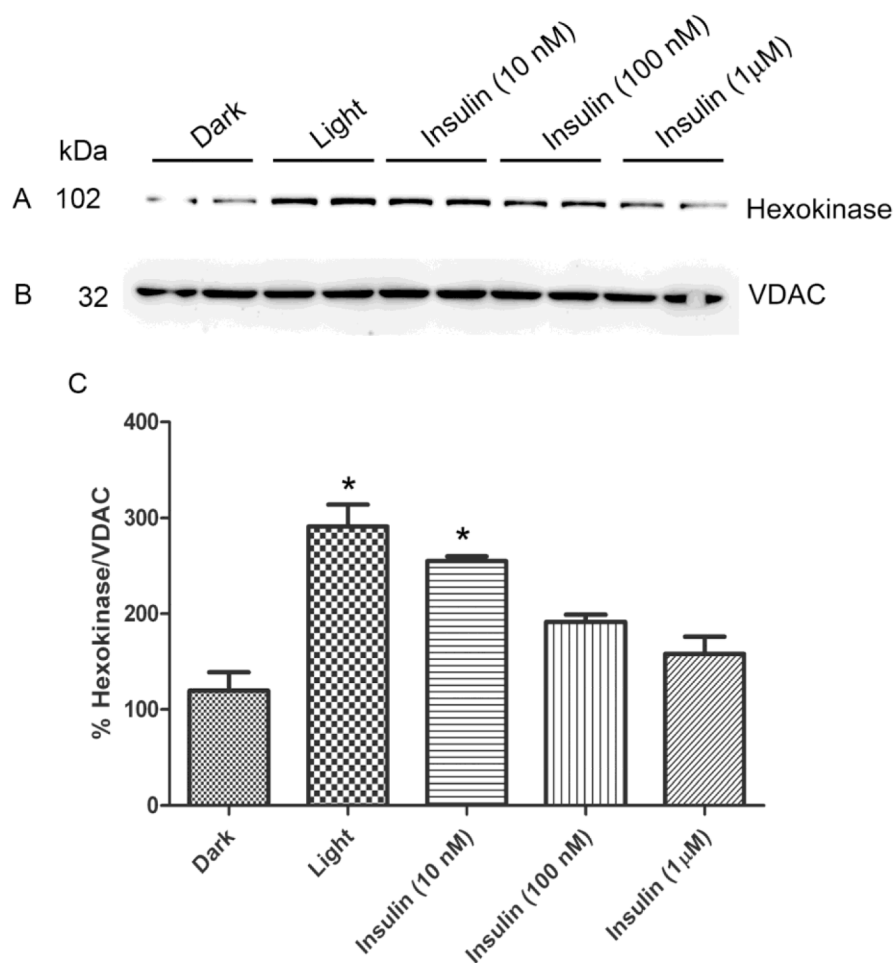 Dark
Light
Insulin (10 nM)
Insulin (100 nM)
Insulin (1μM)
kDa
A 102 Hexokinase
B 32 VDAC
C
% Hexokinase/VDAC
400
300
200
100
0
*
*
Dark
Light
Insulin (10 nM)
Insulin (100 nM)
Insulin (1μM)